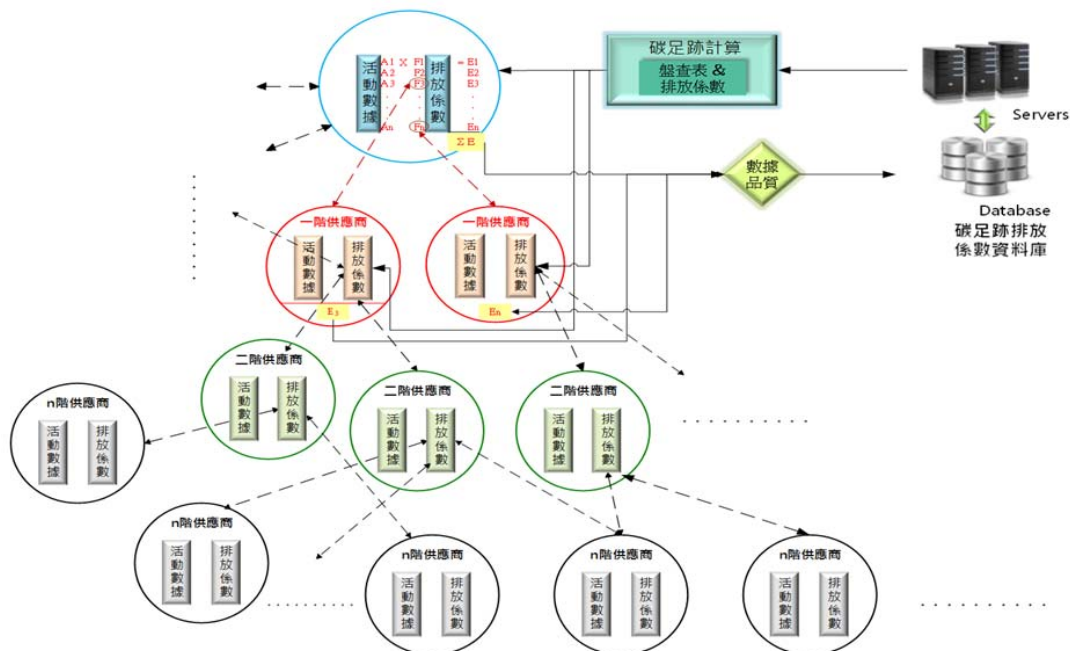 碳足跡計算
盤查表 &
排放係數
Servers
Database
碳足跡排放
係數資料庫
數據
品質
活動數據
排放係數
A1 X F1 = E1
A2 F2 E2
A3 F3 E3
An Fn En
Σ E
一階供應商
活動數據
排放係數
E3
一階供應商
活動數據
排放係數
En
二階供應商
活動數據
排放係數
二階供應商
活動數據
排放係數
二階供應商
活動數據
排放係數
n階供應商
活動數據
排放係數
n階供應商
活動數據
排放係數
n階供應商
活動數據
排放係數
n階供應商
活動數據
排放係數
n階供應商
活動數據
排放係數